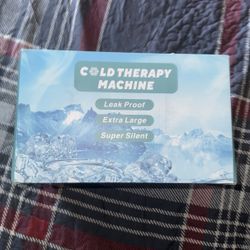 COLD THERAPY
MACHINE
Leak Proof
Extra Large
Super Silent